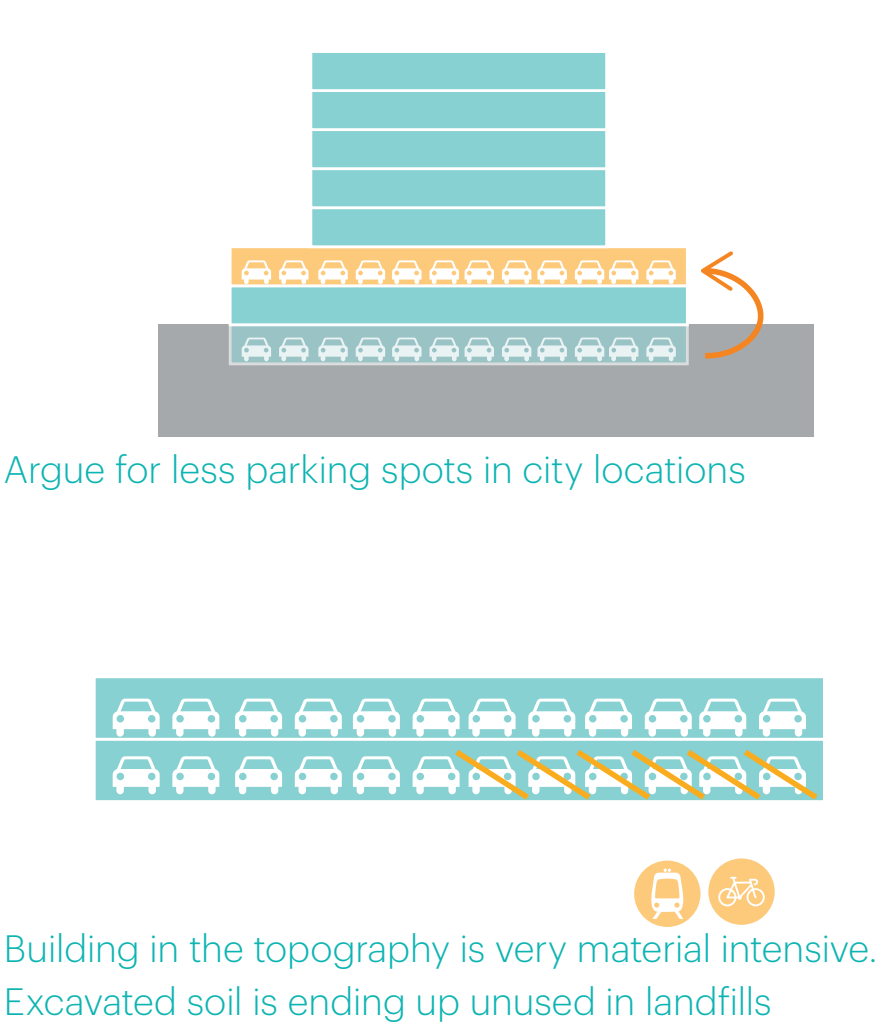 Argue for less parking spots in city locations
Building in the topography is very material intensive.
Excavated soil is ending up unused in landfills